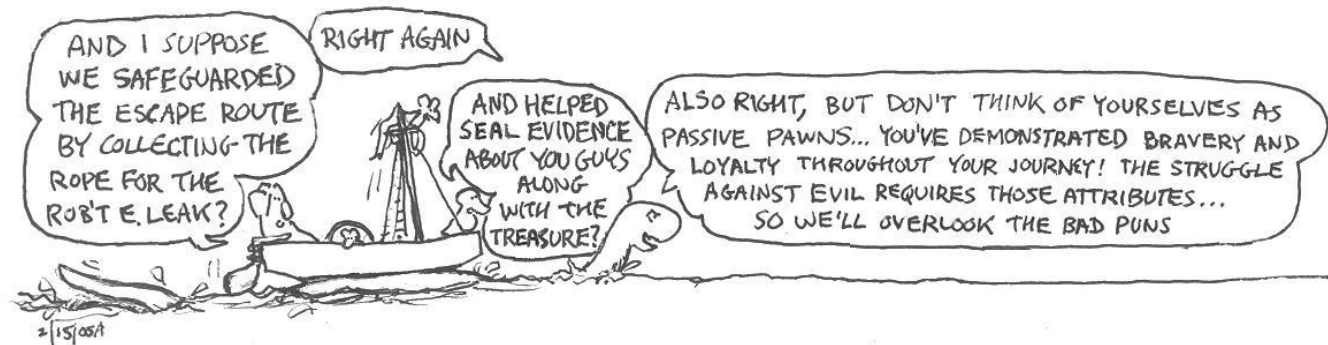 AND I SUPPOSE
WE SAFEGUARDED
THE ESCAPE ROUTE
BY COLLECTING THE
ROPE FOR THE
ROB'T E. LEAK?
RIGHT AGAIN
AND HELPED
SEAL EVIDENCE
ABOUT YOU GUYS
ALONG
WITH THE
TREASURE?
ALSO RIGHT, BUT DON'T THINK OF YOURSELVES AS
PASSIVE PAWNS... YOU'VE DEMONSTRATED BRAVERY AND
LOYALTY THROUGHOUT YOUR JOURNEY! THE STRUGGLE
AGAINST EVIL REQUIRES THOSE ATTRIBUTES...
SO WE'LL OVERLOOK THE BAD PUNS
2/15/05A